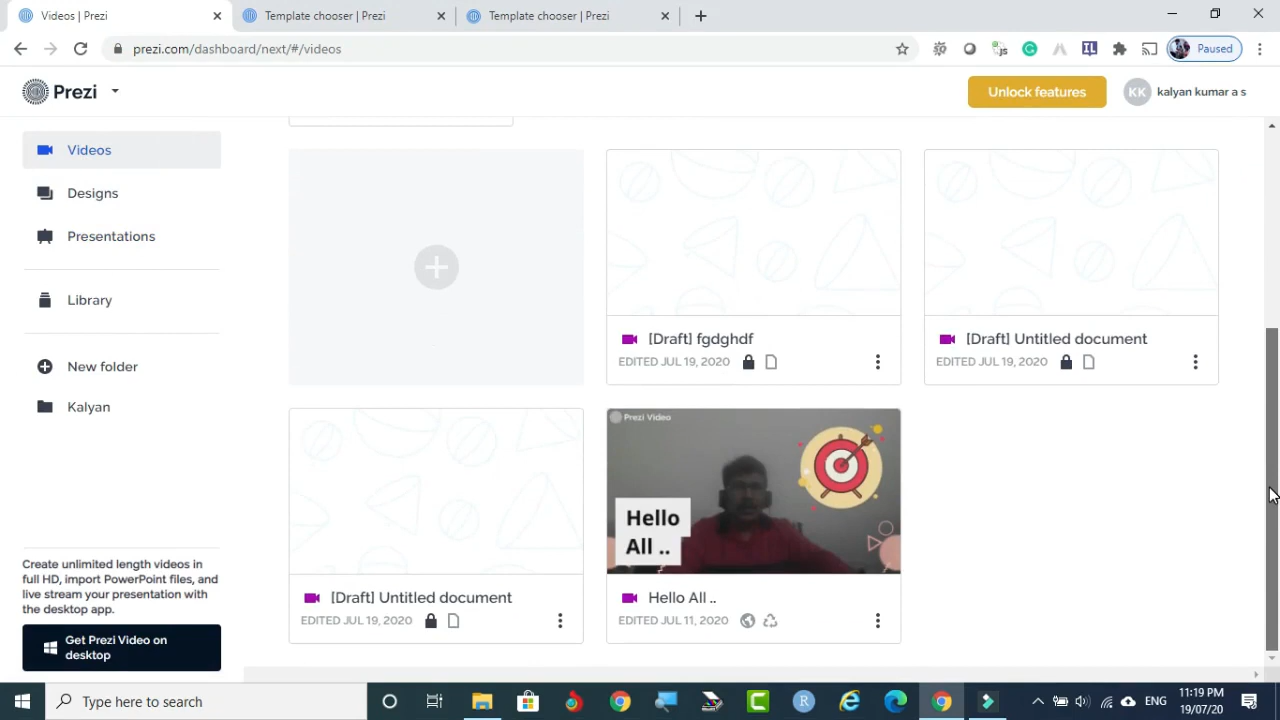 Videos | Prezi
Template chooser | Prezi
Template chooser | Prezi
prezi.com/dashboard/next/#/videos
js
G
IL
Paused
Prezi
Unlock features
KK
kalyan kumar a s
Videos
Designs
Presentations
Library
New folder
Kalyan
[Draft] fgdghdf
EDITED JUL 19, 2020
[Draft] Untitled document
EDITED JUL 19, 2020
[Draft] Untitled document
EDITED JUL 19, 2020
Prezi Video
Hello
All ..
Hello All ..
EDITED JUL 11, 2020
Create unlimited length videos in
full HD, import PowerPoint files, and
live stream your presentation with
the desktop app.
Get Prezi Video on
desktop
Type here to search
C
R
ENG
11:19 PM
19/07/20